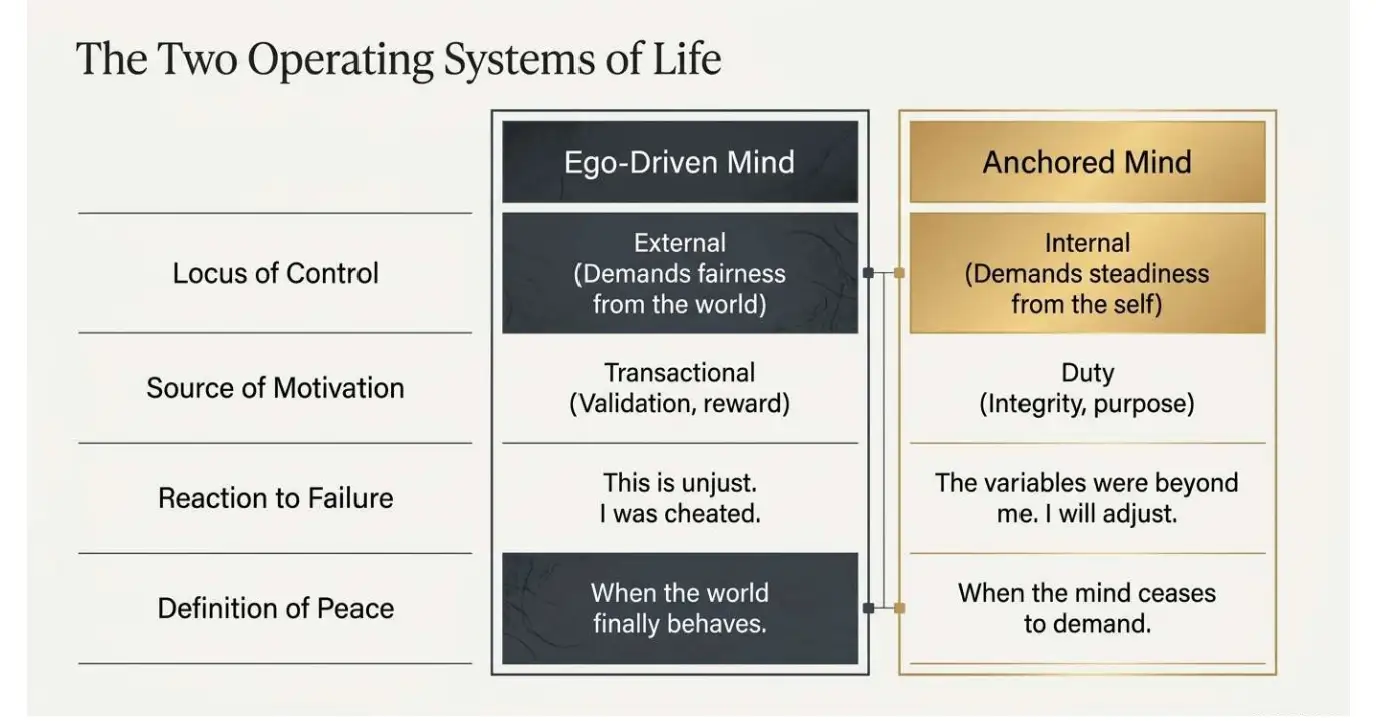 The Two Operating Systems of Life
Ego-Driven Mind
Anchored Mind
Locus of Control
External
(Demands fairness
from the world)
Internal
(Demands steadiness
from the self)
Source of Motivation
Transactional
(Validation, reward)
Duty
(Integrity, purpose)
Reaction to Failure
This is unjust.
I was cheated.
The variables were beyond
me. I will adjust.
Definition of Peace
When the world
finally behaves.
When the mind ceases
to demand.